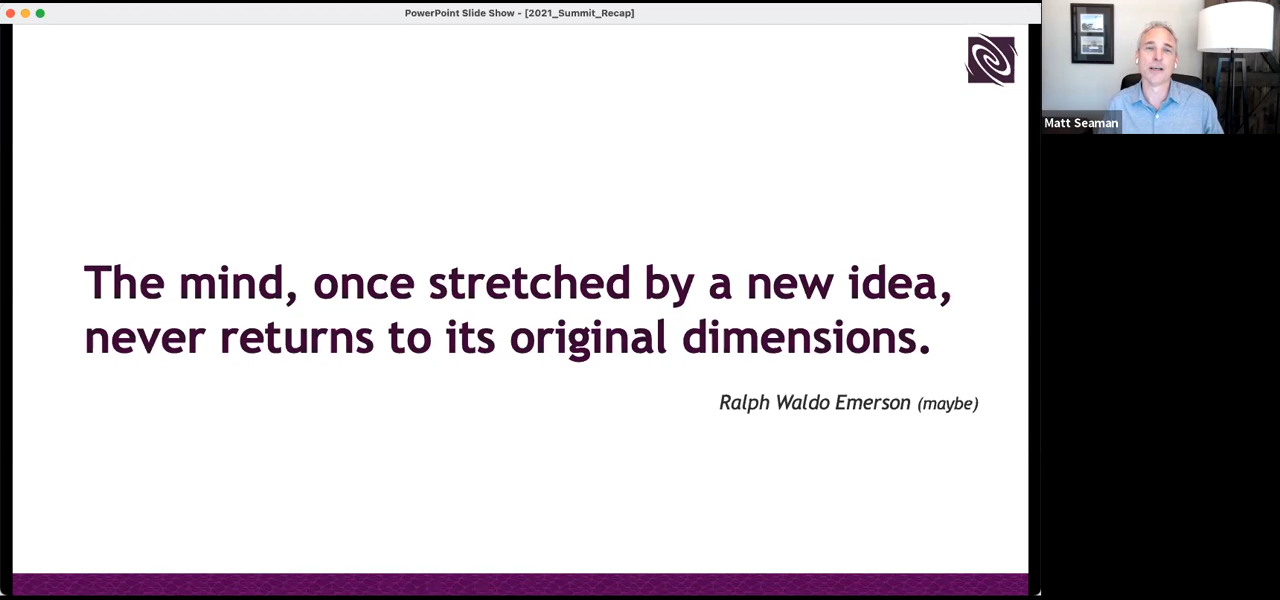 PowerPoint Slide Show - [2021_Summit_Recap]
Matt Seaman
The mind, once stretched by a new idea,
never returns to its original dimensions.
Ralph Waldo Emerson (maybe)